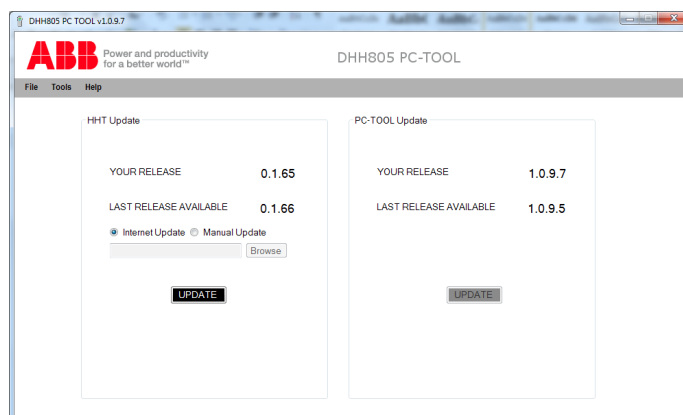 DHH805 PC TOOL v1.0.9.7
ABB
Power and productivity
for a better world™
DHH805 PC-TOOL
File Tools Help
HHT Update
YOUR RELEASE 0.1.65
LAST RELEASE AVAILABLE 0.1.66
Internet Update Manual Update
Browse
UPDATE
PC-TOOL Update
YOUR RELEASE 1.0.9.7
LAST RELEASE AVAILABLE 1.0.9.5
UPDATE